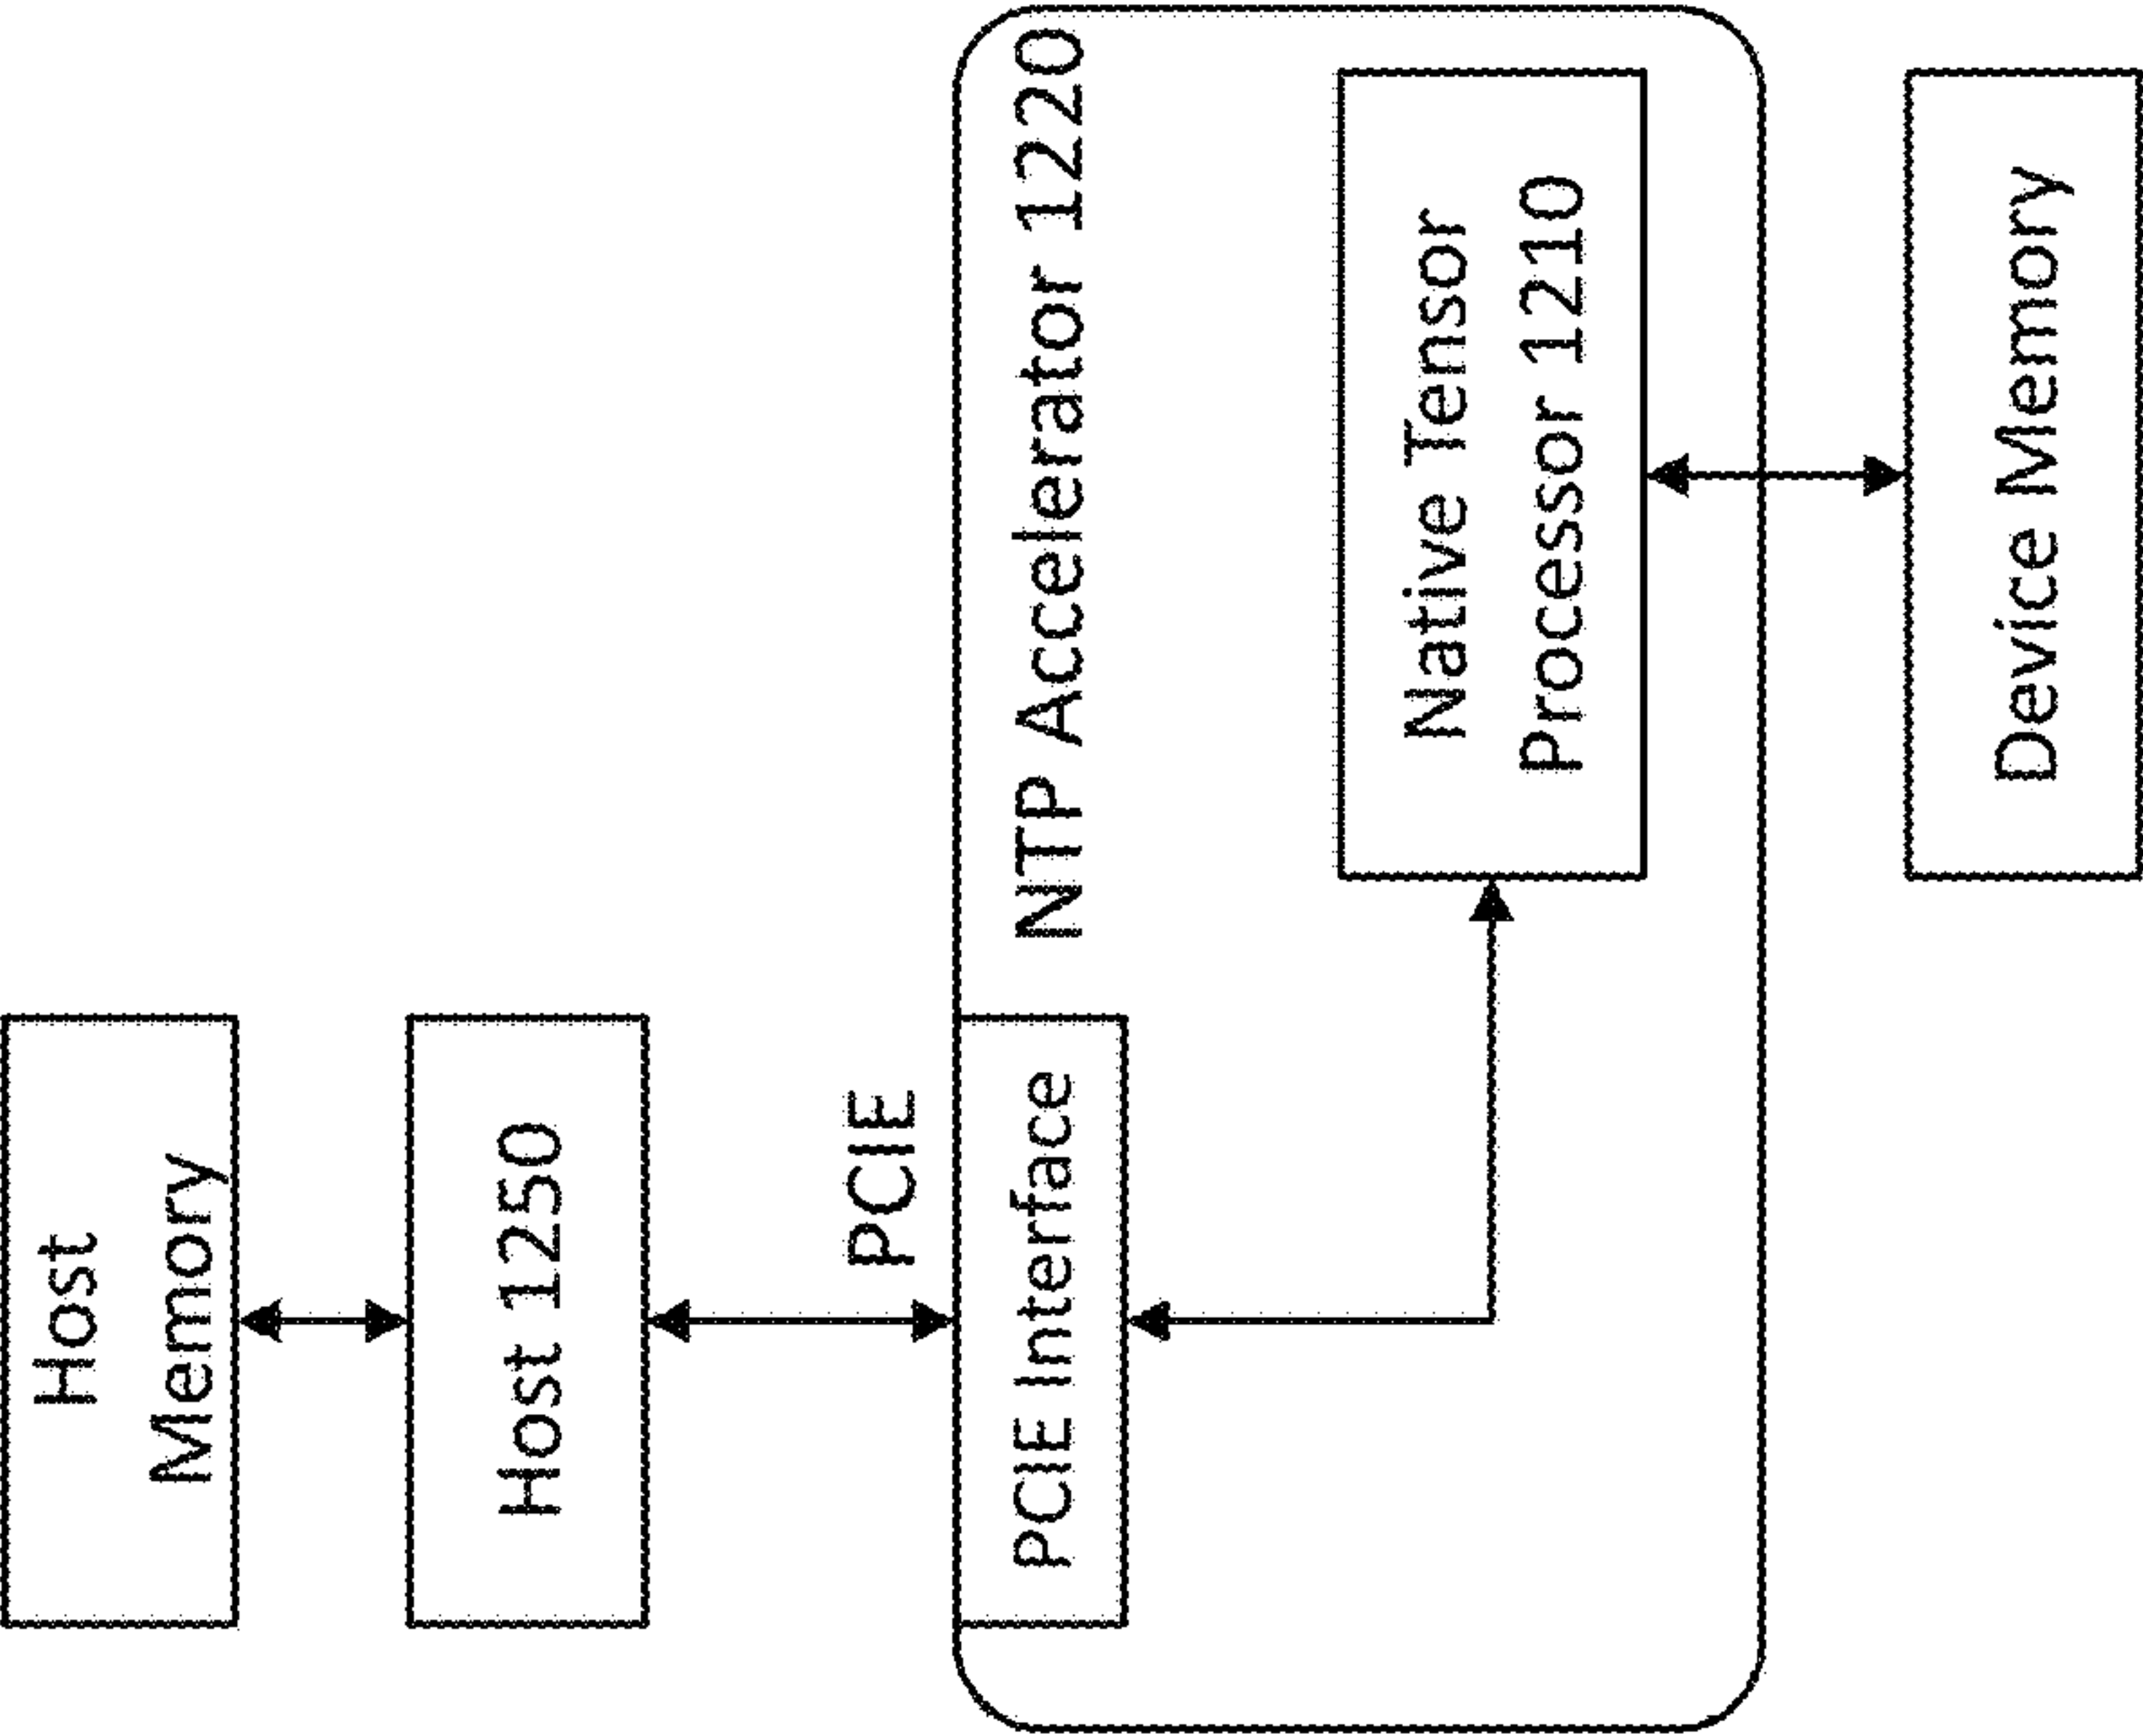 Host
Memory
Host 1250
PCIE
PCIE Interface
NTP Accelerator 1220
Native Tensor
Processor 1210
Device Memory